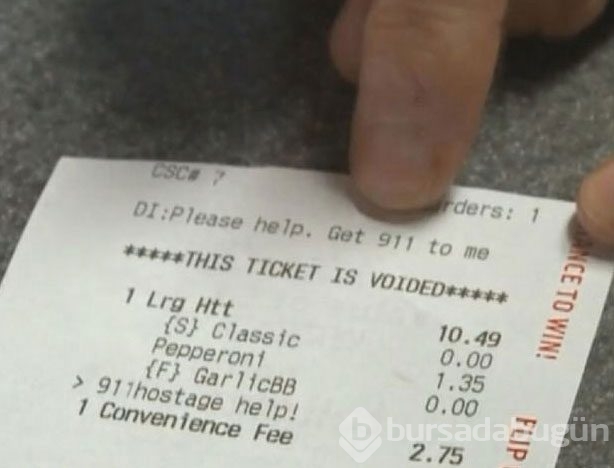 CSC# 7
rders: 1
DI:Please help. Get 911 to me
*****THIS TICKET IS VOIDED*****
1 Lrg Htt 10.49
{S} Classic 0.00
Pepperoni 1.35
{F} GarlicBB 0.00
> 911hostage help!
1 Convenience Fee 2.75
NCE TO WIN!
FLIP
b bursadabugün